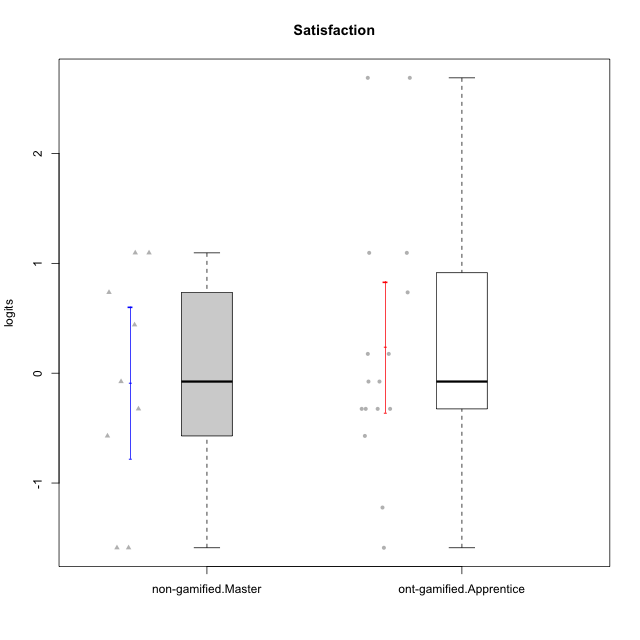 Satisfaction
logits
2
1
0
-1
non-gamified.Master
ont-gamified.Apprentice